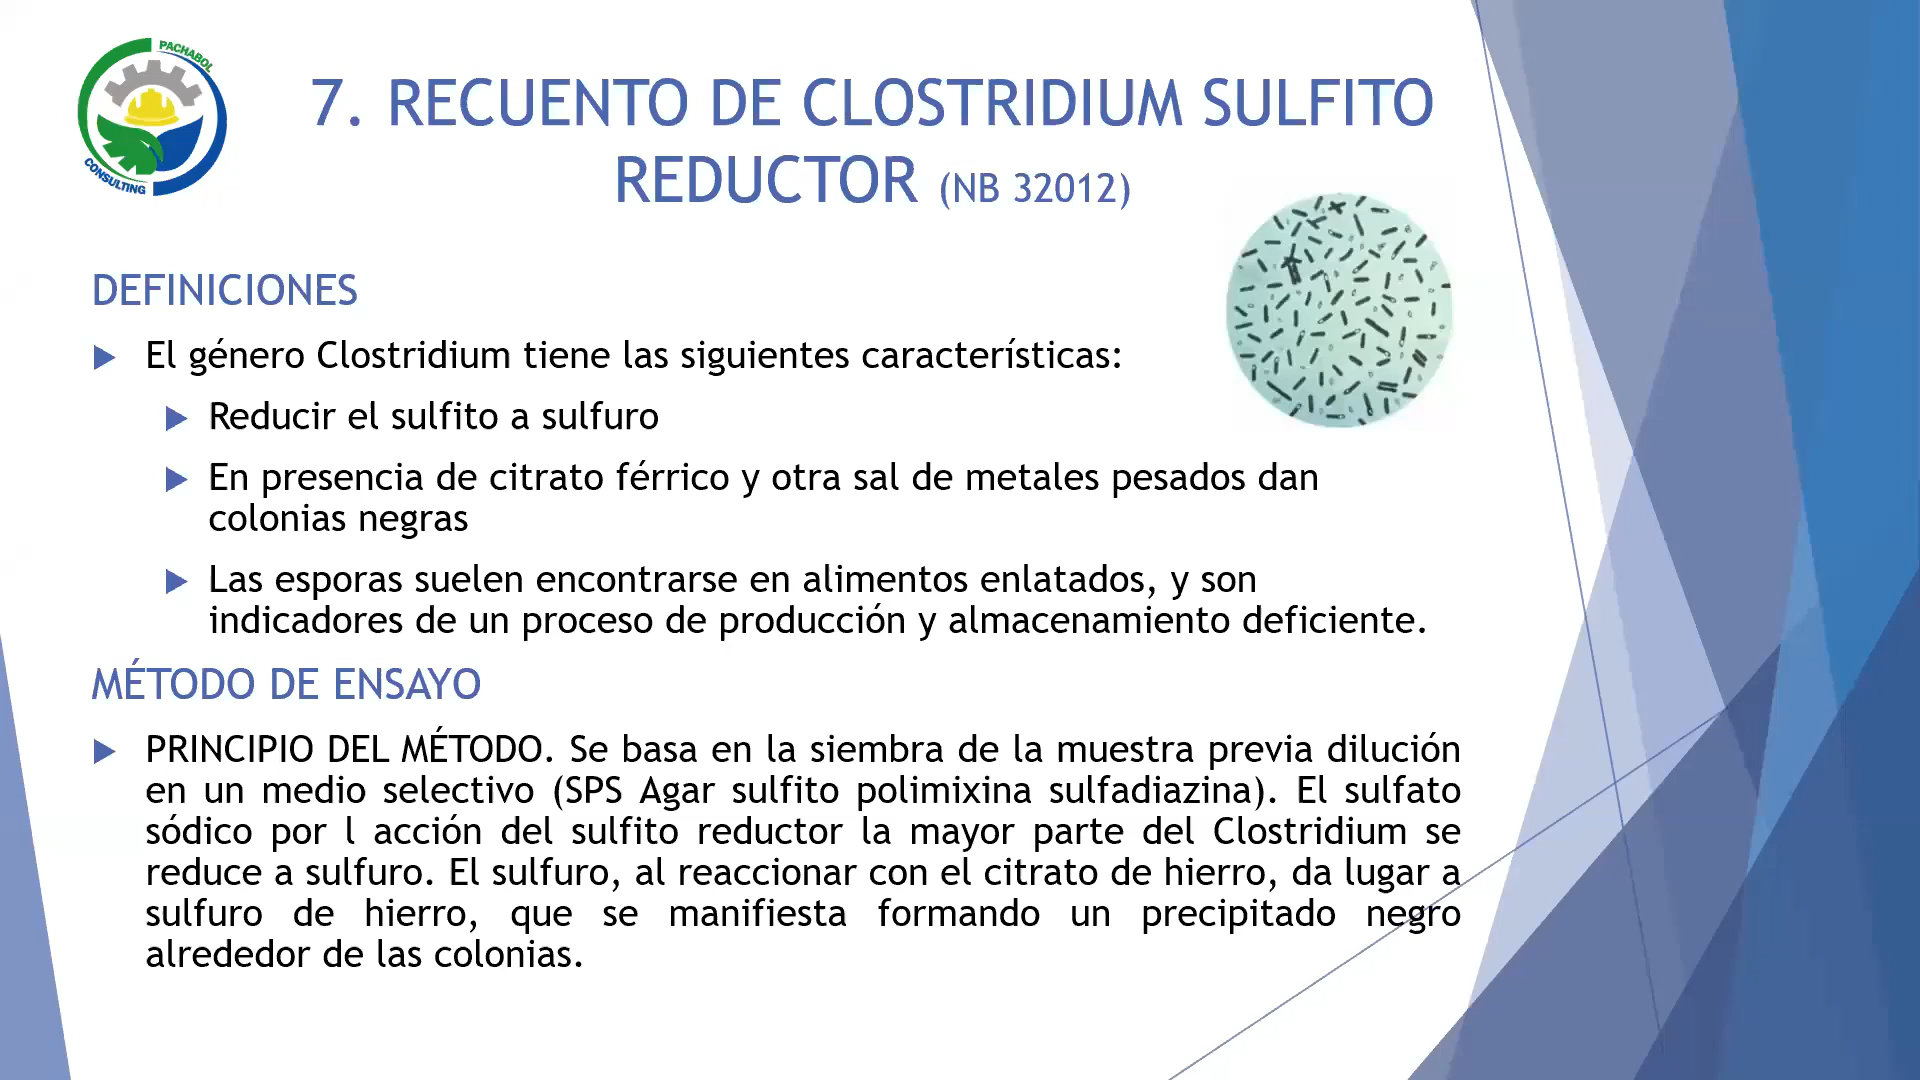 PACHABOL
CONSULTING
7. RECUENTO DE CLOSTRIDIUM SULFITO
REDUCTOR (NB 32012)
DEFINICIONES
El género Clostridium tiene las siguientes características:
Reducir el sulfito a sulfuro
En presencia de citrato férrico y otra sal de metales pesados dan
colonias negras
Las esporas suelen encontrarse en alimentos enlatados, y son
indicadores de un proceso de producción y almacenamiento deficiente.
MÉTODO DE ENSAYO
PRINCIPIO DEL MÉTODO. Se basa en la siembra de la muestra previa dilución
en un medio selectivo (SPS Agar sulfito polimixina sulfadiazina). El sulfato
sódico por l acción del sulfito reductor la mayor parte del Clostridium se
reduce a sulfuro. El sulfuro, al reaccionar con el citrato de hierro, da lugar a
sulfuro de hierro, que se manifiesta formando un precipitado negro
alrededor de las colonias.